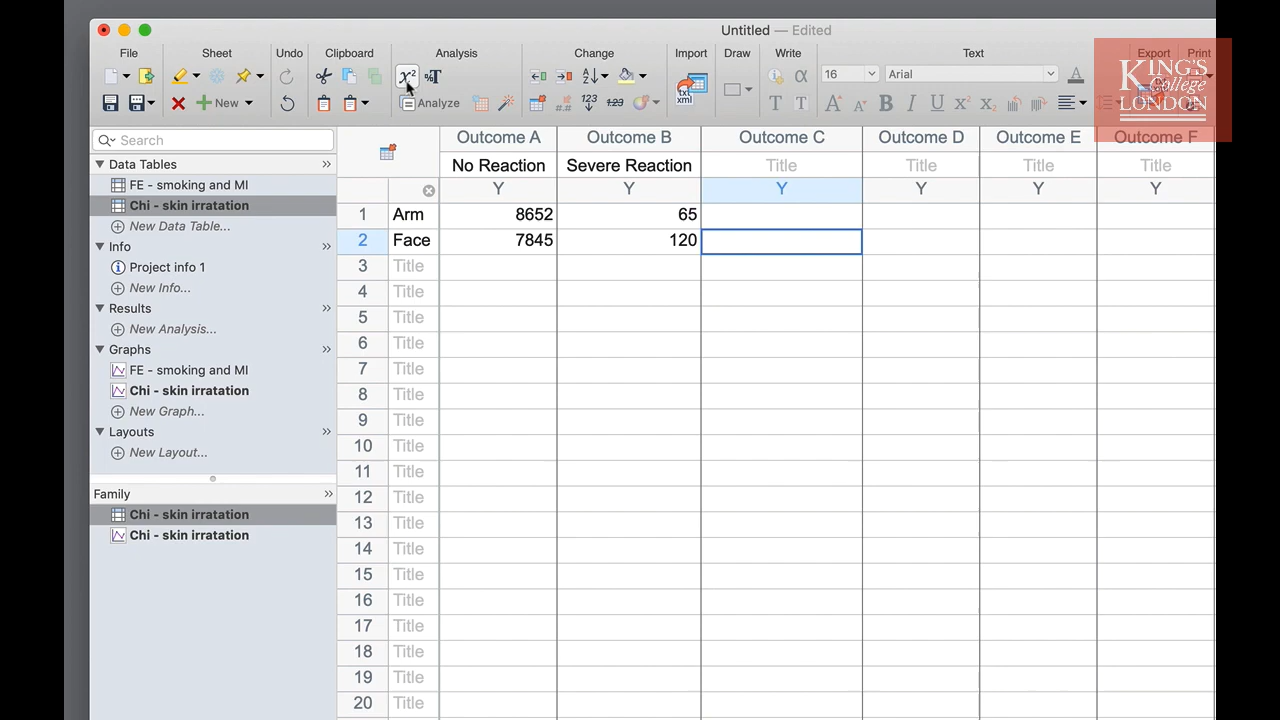 Untitled — Edited
File Sheet Undo Clipboard Analysis Change Import Draw Write Text Export Print
New Analyze 16 Arial
KING'S
College
LONDON
Search
Data Tables
FE - smoking and MI
Chi - skin irratation
New Data Table...
Info
Project info 1
New Info...
Results
New Analysis...
Graphs
FE - smoking and MI
Chi - skin irratation
New Graph...
Layouts
New Layout...
Family
Chi - skin irratation
Chi - skin irratation
Outcome A Outcome B Outcome C Outcome D Outcome E Outcome F
No Reaction Severe Reaction Title Title Title Title
Y Y Y Y Y Y
1 Arm 8652 65
2 Face 7845 120
3 Title
4 Title
5 Title
6 Title
7 Title
8 Title
9 Title
10 Title
11 Title
12 Title
13 Title
14 Title
15 Title
16 Title
17 Title
18 Title
19 Title
20 Title